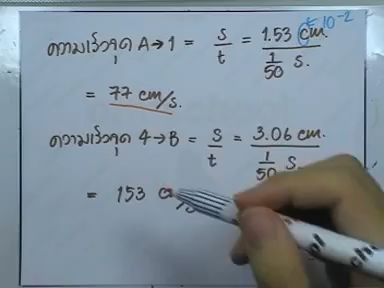 ความเร็วจุด A→1 = s/t = 1.53 cm. ← 10⁻² / 1/50 s.
= 77 cm/s.
ความเร็วจุด 4→B = s/t = 3.06 cm. / 1/50 s
= 153 /s